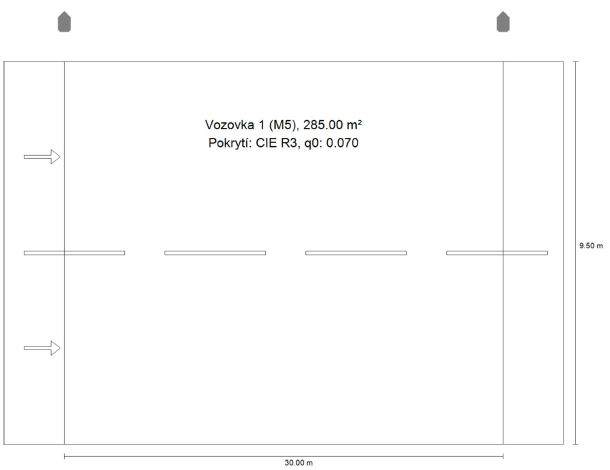 Vozovka 1 (M5), 285.00 m²
Pokrytí: CIE R3, q0: 0.070
9.50 m
30.00 m